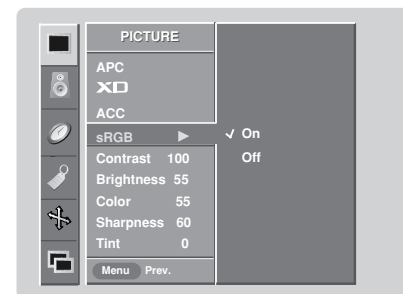 PICTURE
APC
XD
ACC
sRGB ▶ ✓ On
Off
Contrast 100
Brightness 55
Color 55
Sharpness 60
Tint 0
Menu Prev.